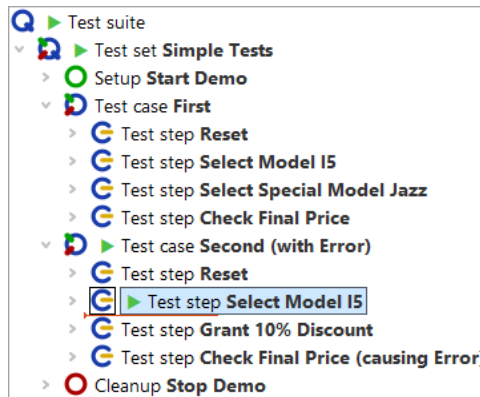 Test suite
Test set Simple Tests
Setup Start Demo
Test case First
Test step Reset
Test step Select Model I5
Test step Select Special Model Jazz
Test step Check Final Price
Test case Second (with Error)
Test step Reset
Test step Select Model I5
Test step Grant 10% Discount
Test step Check Final Price (causing Error)
Cleanup Stop Demo